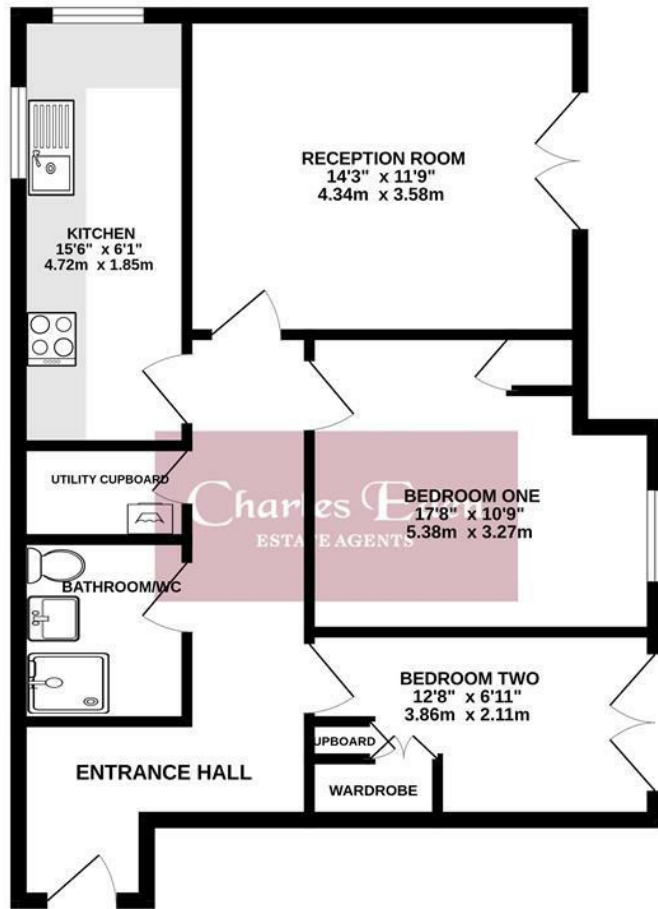 RECEPTION ROOM
14'3" x 11'9"
4.34m x 3.58m
KITCHEN
15'6" x 6'1"
4.72m x 1.85m
UTILITY CUPBOARD
Charles
ESTATE AGENTS
BEDROOM ONE
17'8" x 10'9"
5.38m x 3.27m
BATHROOM/WC
BEDROOM TWO
12'8" x 6'11"
3.86m x 2.11m
UPBOARD
WARDROBE
ENTRANCE HALL